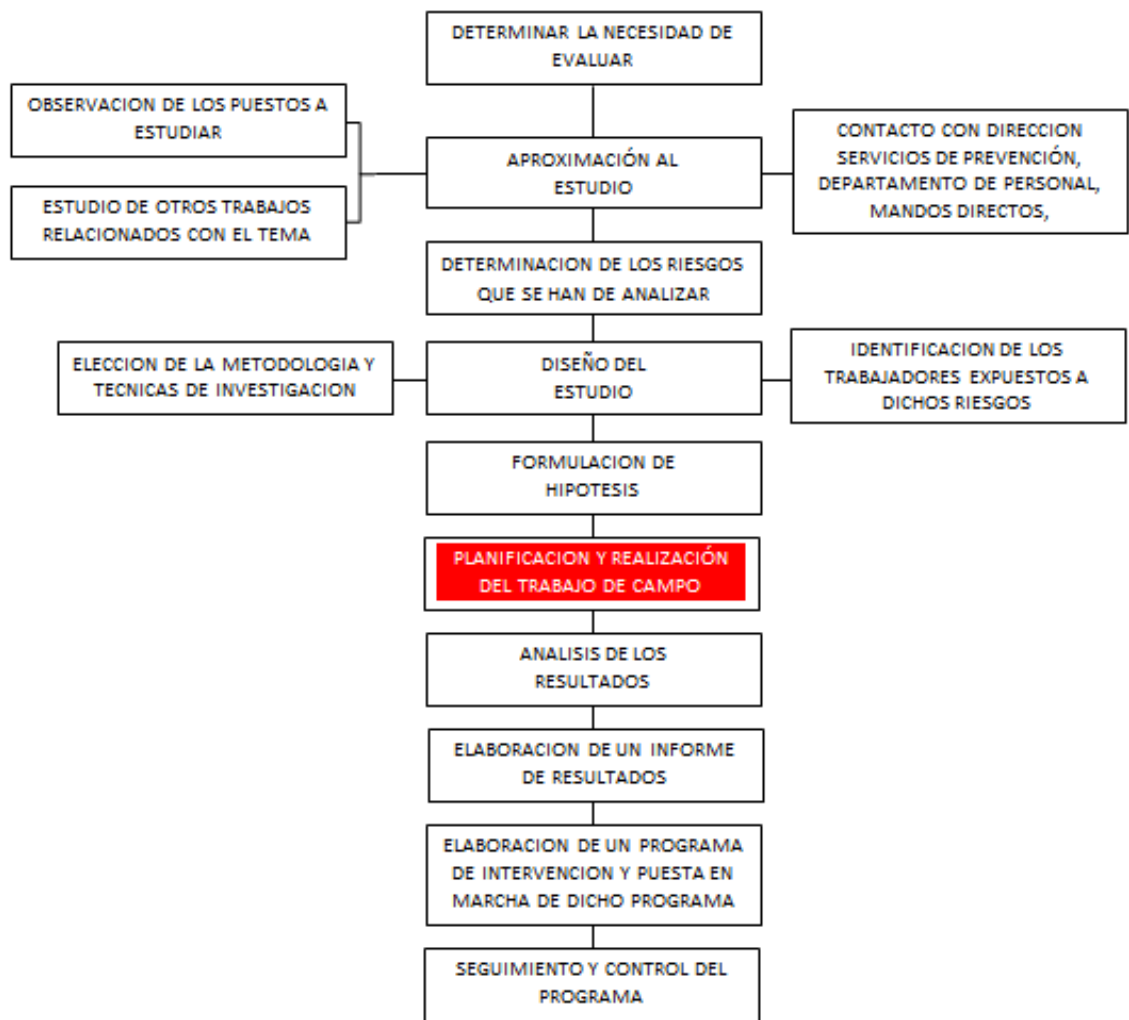 DETERMINAR LA NECESIDAD DE
EVALUAR
OBSERVACION DE LOS PUESTOS A
ESTUDIAR
ESTUDIO DE OTROS TRABAJOS
RELACIONADOS CON EL TEMA
APROXIMACIÓN AL
ESTUDIO
CONTACTO CON DIRECCION
SERVICIOS DE PREVENCIÓN,
DEPARTAMENTO DE PERSONAL,
MANDOS DIRECTOS,
DETERMINACION DE LOS RIESGOS
QUE SE HAN DE ANALIZAR
ELECCION DE LA METODOLOGIA Y
TECNICAS DE INVESTIGACION
DISEÑO DEL
ESTUDIO
IDENTIFICACION DE LOS
TRABAJADORES EXPUESTOS A
DICHOS RIESGOS
FORMULACION DE
HIPOTESIS
PLANIFICACION Y REALIZACIÓN
DEL TRABAJO DE CAMPO
ANALISIS DE LOS
RESULTADOS
ELABORACION DE UN INFORME
DE RESULTADOS
ELABORACION DE UN PROGRAMA
DE INTERVENCION Y PUESTA EN
MARCHA DE DICHO PROGRAMA
SEGUIMIENTO Y CONTROL DEL
PROGRAMA